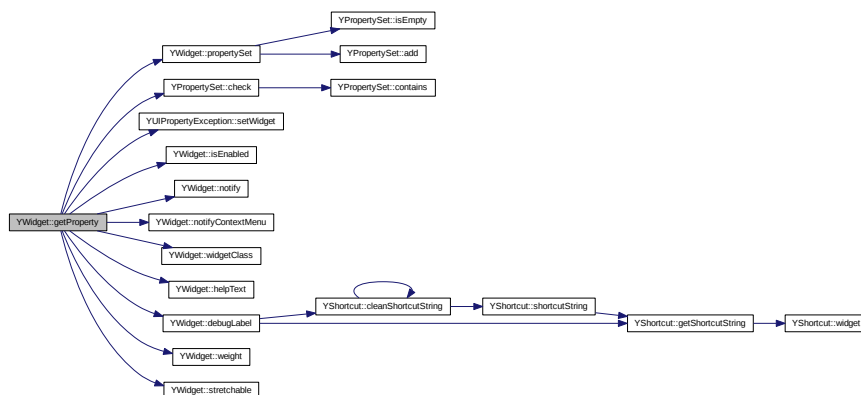 YPropertySet::isEmpty
YWidget::propertySet
YPropertySet::add
YPropertySet::check
YPropertySet::contains
YUIPropertyException::setWidget
YWidget::isEnabled
YWidget::notify
YWidget::getProperty
YWidget::notifyContextMenu
YWidget::widgetClass
YWidget::helpText
YShortcut::cleanShortcutString
YShortcut::shortcutString
YWidget::debugLabel
YShortcut::getShortcutString
YShortcut::widget
YWidget::weight
YWidget::stretchable